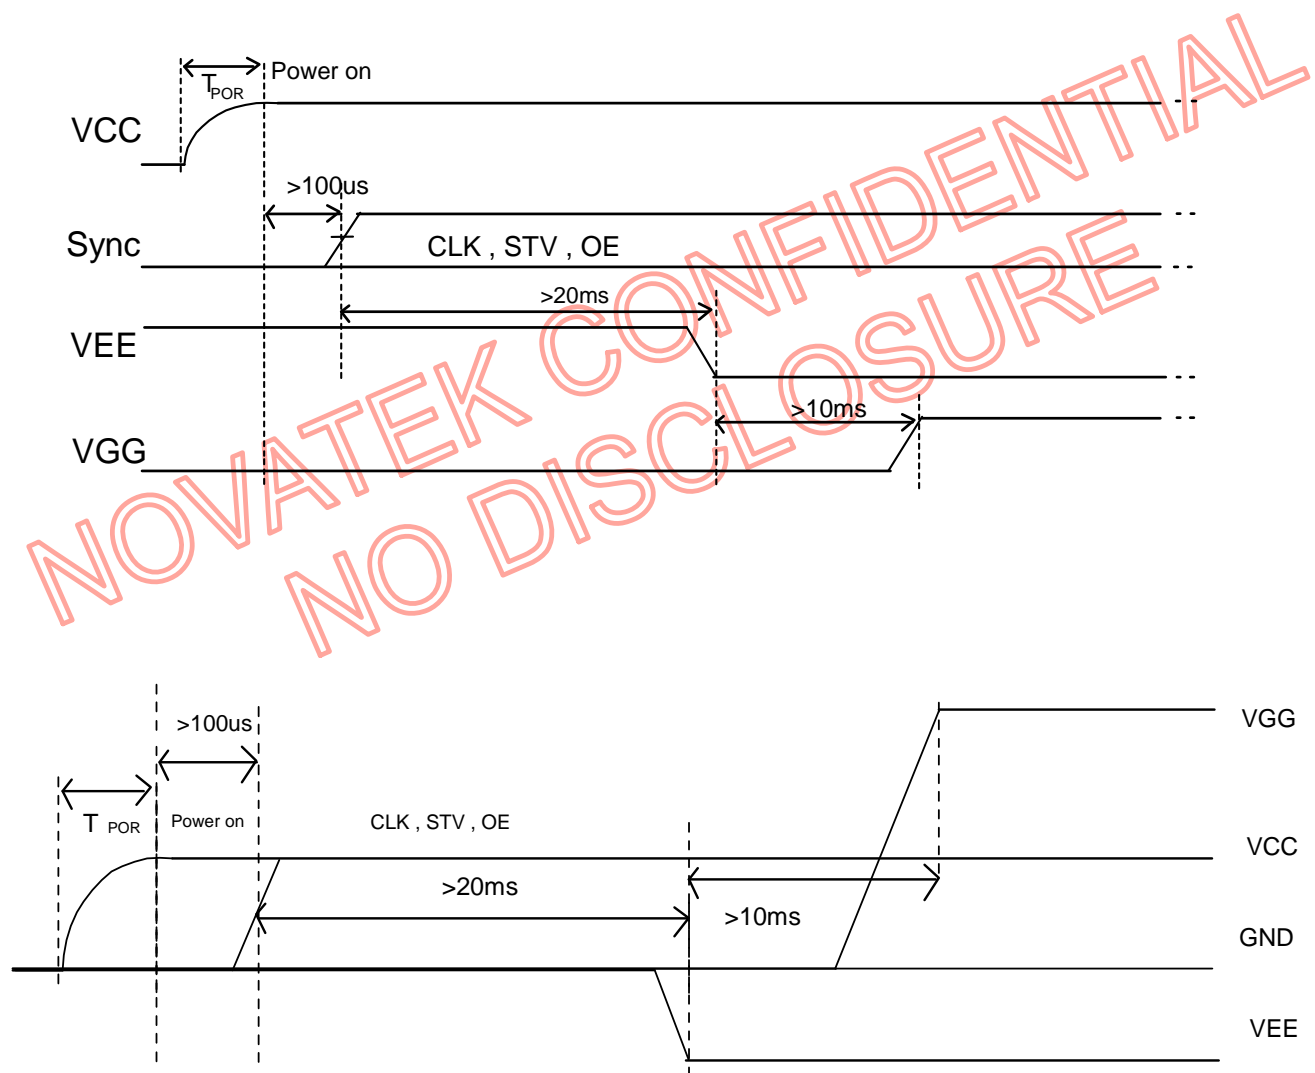 Power on
TPOR
VCC
>100us
Sync
CLK , STV , OE
>20ms
VEE
>10ms
VGG
NOVATEK CONFIDENTIAL
NO DISCLOSURE
>100us
VGG
T POR
Power on
CLK , STV , OE
VCC
>20ms
>10ms
GND
VEE